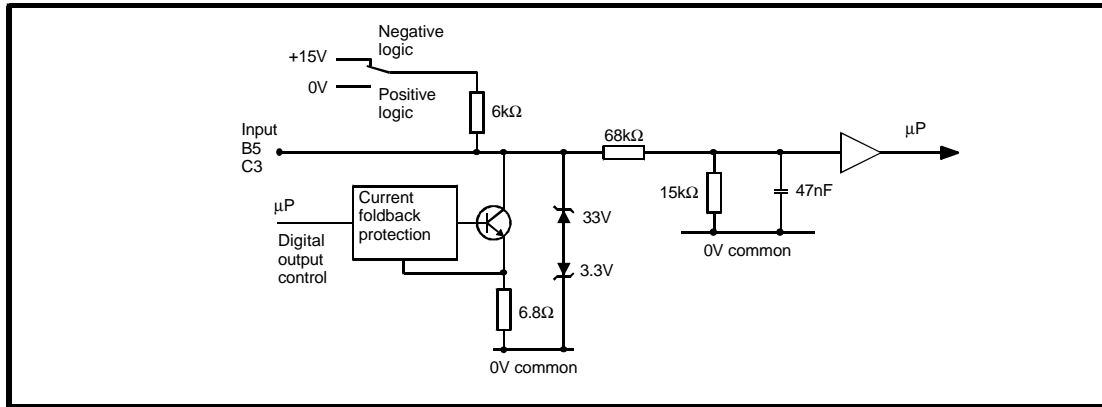 Negative
logic
+15V
0V
Positive
logic
6kΩ
Input
B5
C3
68kΩ
μP
15kΩ
47nF
0V common
μP
Digital
output
control
Current
foldback
protection
33V
3.3V
6.8Ω
0V common